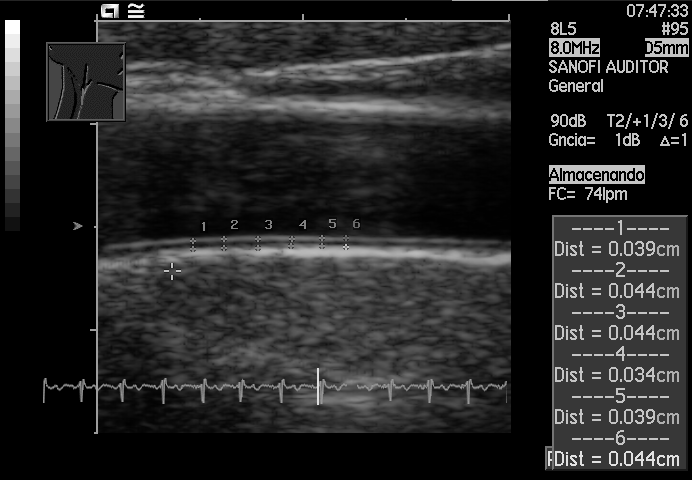 07:47:33
8L5 #95
8.0MHz D5mm
SANOFI AUDITOR
General
90dB T2/+1/3/ 6
Gncia= 1dB Δ=1
Almacenando
FC= 74lpm
1 2 3 4 5 6
----1----
Dist = 0.039cm
----2----
Dist = 0.044cm
----3----
Dist = 0.044cm
----4----
Dist = 0.034cm
----5----
Dist = 0.039cm
----6----
Dist = 0.044cm